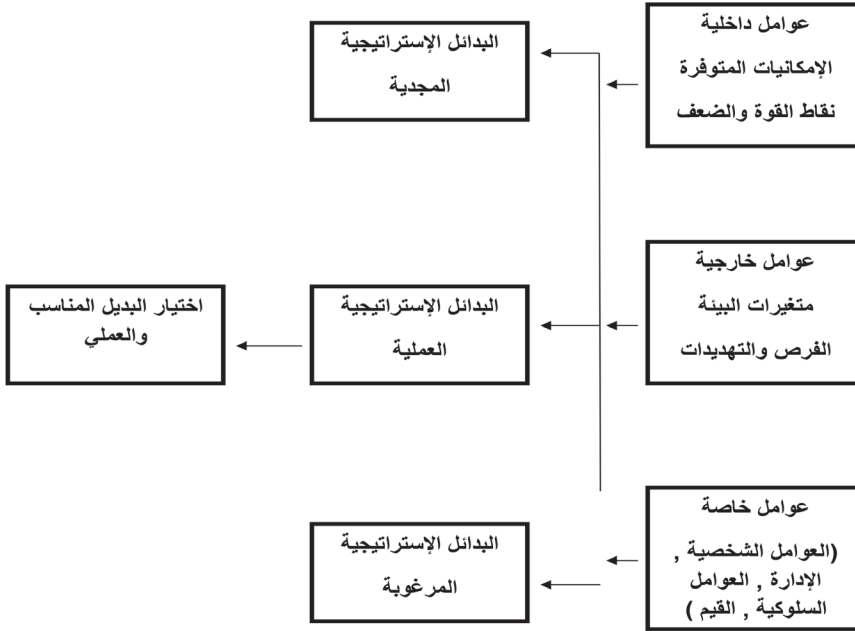 عوامل داخلية
الإمكانيات المتوفرة
نقاط القوة والضعف
البدائل الإستراتيجية
المجدية
عوامل خارجية
متغيرات البيئة
الفرص والتهديدات
البدائل الإستراتيجية
العملية
اختيار البديل المناسب
والعملي
عوامل خاصة
(العوامل الشخصية ,
الإدارة , العوامل
السلوكية , القيم )
البدائل الإستراتيجية
المرغوبة